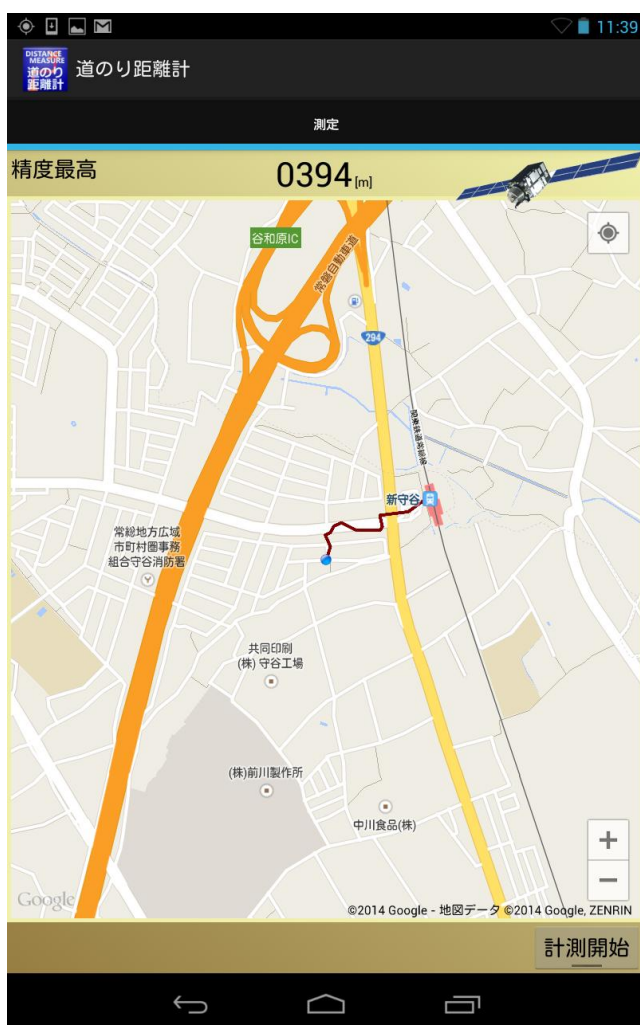 11:39
DISTANCE
MEASURE
道のり
距離計
道のり距離計
測定
精度最高
0394[m]
谷和原IC
常磐自動車道
294
関東鉄道常総線
新守谷
常総地方広域
市町村圏事務
組合守谷消防署
共同印刷
(株) 守谷工場
(株)前川製作所
中川食品(株)
+
−
Google
©2014 Google - 地図データ ©2014 Google, ZENRIN
計測開始